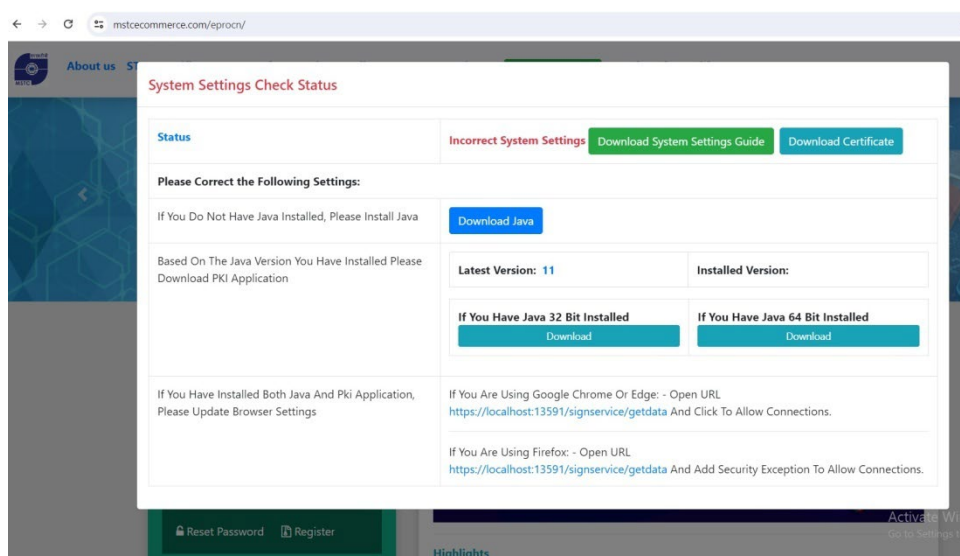 mstcecommerce.com/eprocn/
About us
System Settings Check Status
Status
Incorrect System Settings
Download System Settings Guide
Download Certificate
Please Correct the Following Settings:
If You Do Not Have Java Installed, Please Install Java
Download Java
Based On The Java Version You Have Installed Please
Download PKI Application
Latest Version: 11
Installed Version:
If You Have Java 32 Bit Installed
Download
If You Have Java 64 Bit Installed
Download
If You Have Installed Both Java And Pki Application,
Please Update Browser Settings
If You Are Using Google Chrome Or Edge: - Open URL
https://localhost:13591/signservice/getdata And Click To Allow Connections.
If You Are Using Firefox: - Open URL
https://localhost:13591/signservice/getdata And Add Security Exception To Allow Connections.
Reset Password
Register
Highlights
Activate Wi
Go to Settings t